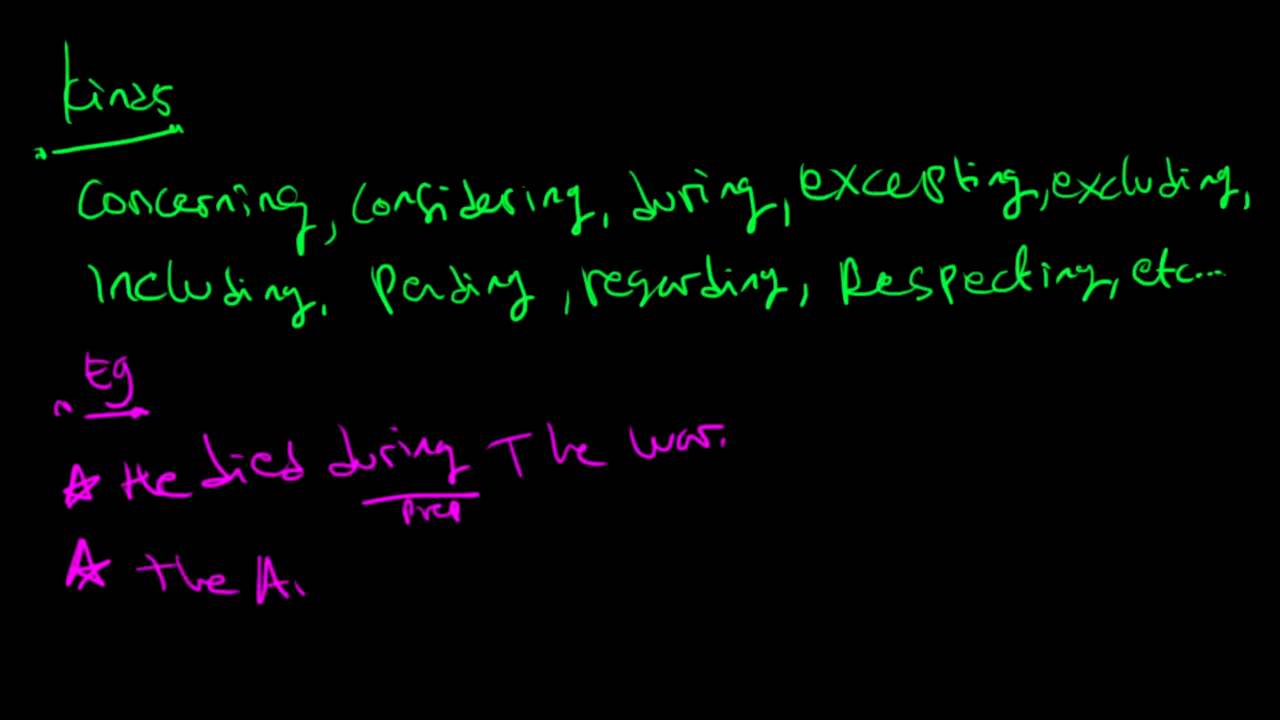 kinds
Concerning, Considering, during, excepting, excluding,
Including, Pending, regarding, Respecting, etc...
Eg
☆ He died during The war.
prep
☆ the A